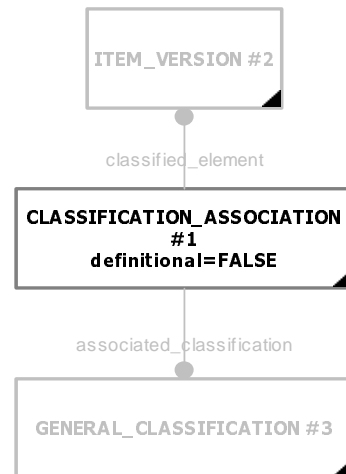 ITEM_VERSION #2
classified_element
CLASSIFICATION_ASSOCIATION
#1
definitional=FALSE
associated_classification
GENERAL_CLASSIFICATION #3